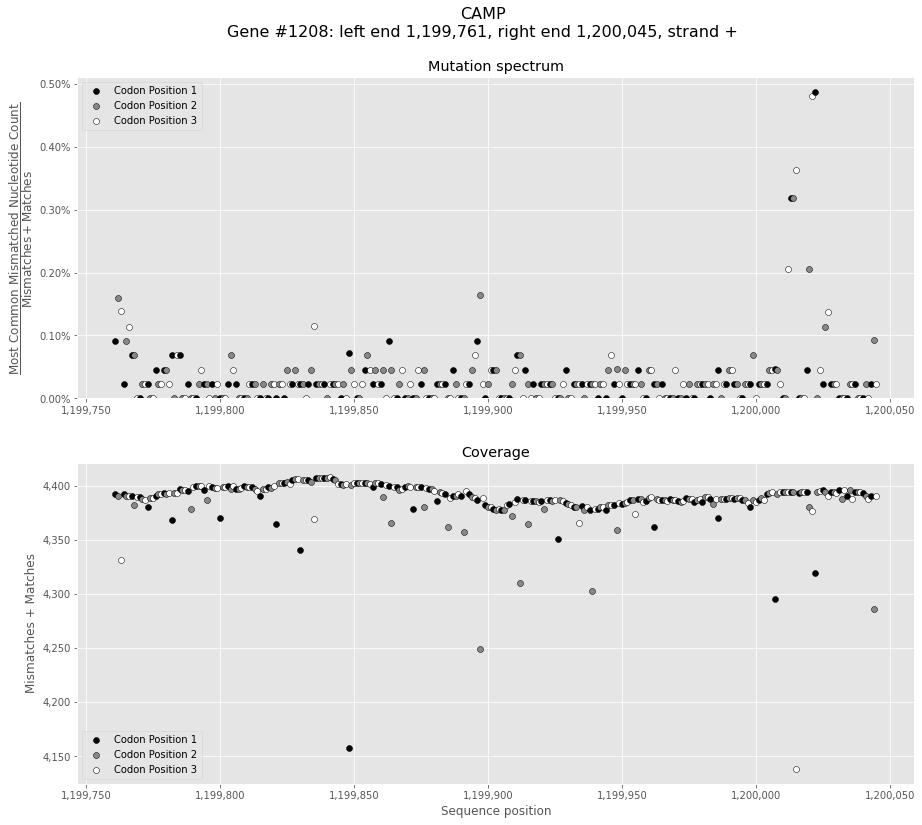 CAMP
Gene #1208: left end 1,199,761, right end 1,200,045, strand +
Mutation spectrum
Most Common Mismatched Nucleotide Count
Mismatches + Matches
0.50%
0.40%
0.30%
0.20%
0.10%
0.00%
Codon Position 1
Codon Position 2
Codon Position 3
1,199,750 1,199,800 1,199,850 1,199,900 1,199,950 1,200,000 1,200,050
Coverage
Mismatches + Matches
4,400
4,350
4,300
4,250
4,200
4,150
Codon Position 1
Codon Position 2
Codon Position 3
1,199,750 1,199,800 1,199,850 1,199,900 1,199,950 1,200,000 1,200,050
Sequence position